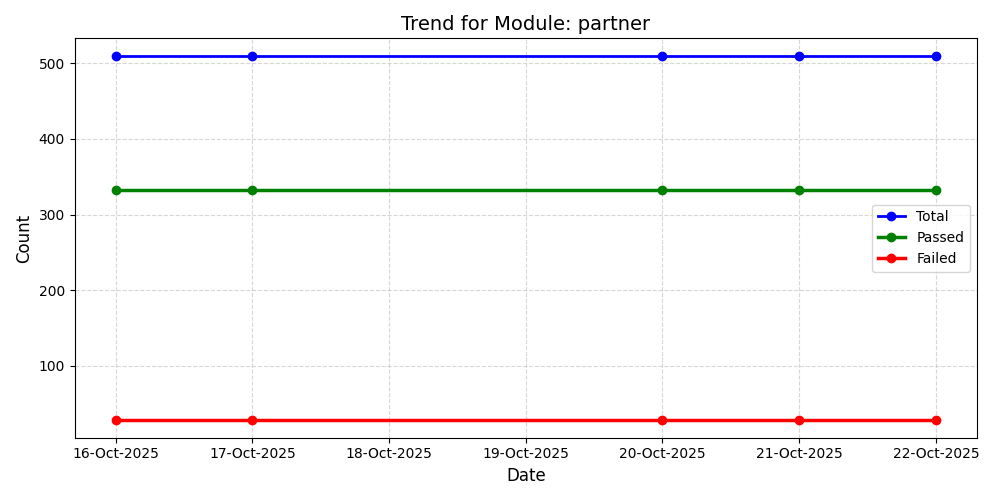 Trend for Module: partner
Count
500
400
300
200
100
Total
Passed
Failed
16-Oct-2025
17-Oct-2025
18-Oct-2025
19-Oct-2025
20-Oct-2025
21-Oct-2025
22-Oct-2025
Date